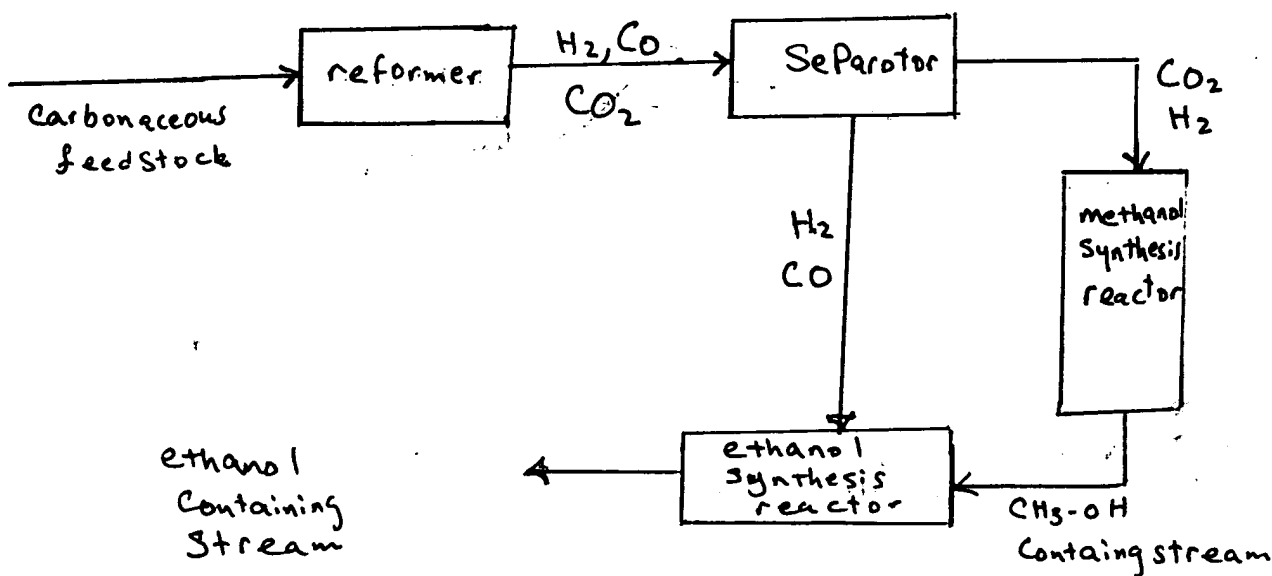 reformer
H2, CO
CO2
Separator
CO2
H2
Carbonaceous
feedstock
H2
CO
methanol
synthesis
reactor
ethanol
synthesis
reactor
CH3-OH
Containg stream
ethanol
Containing
Stream